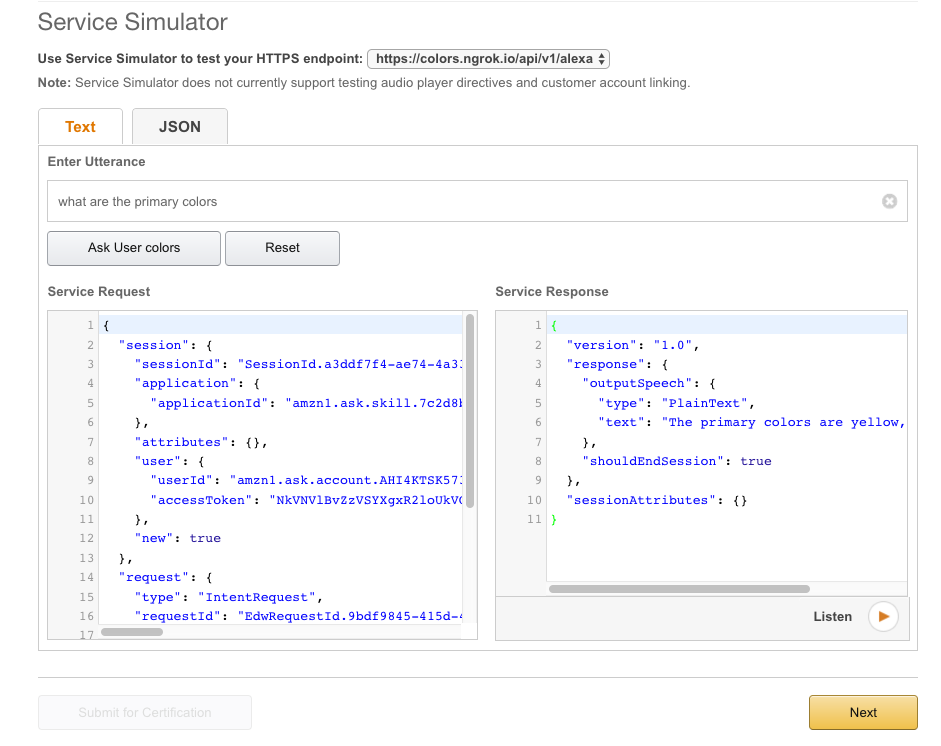 Service Simulator
Use Service Simulator to test your HTTPS endpoint: https://colors.ngrok.io/api/v1/alexa
Note: Service Simulator does not currently support testing audio player directives and customer account linking.
Text JSON
Enter Utterance
what are the primary colors
Ask User colors Reset
Service Request
1 {
2 "session": {
3 "sessionId": "SessionId.a3ddf7f4-ae74-4a3
4 "application": {
5 "applicationId": "amzn1.ask.skill.7c2d8
6 },
7 "attributes": {},
8 "user": {
9 "userId": "amzn1.ask.account.AHI4KTSK57
10 "accessToken": "NkVNVlBvZzVSYXgxR2loUkV
11 },
12 "new": true
13 },
14 "request": {
15 "type": "IntentRequest",
16 "requestId": "EdwRequestId.9bdf9845-415d-
17
Service Response
1 {
2 "version": "1.0",
3 "response": {
4 "outputSpeech": {
5 "type": "PlainText",
6 "text": "The primary colors are yellow,
7 },
8 "shouldEndSession": true
9 },
10 "sessionAttributes": {}
11 }
Listen
Submit for Certification Next